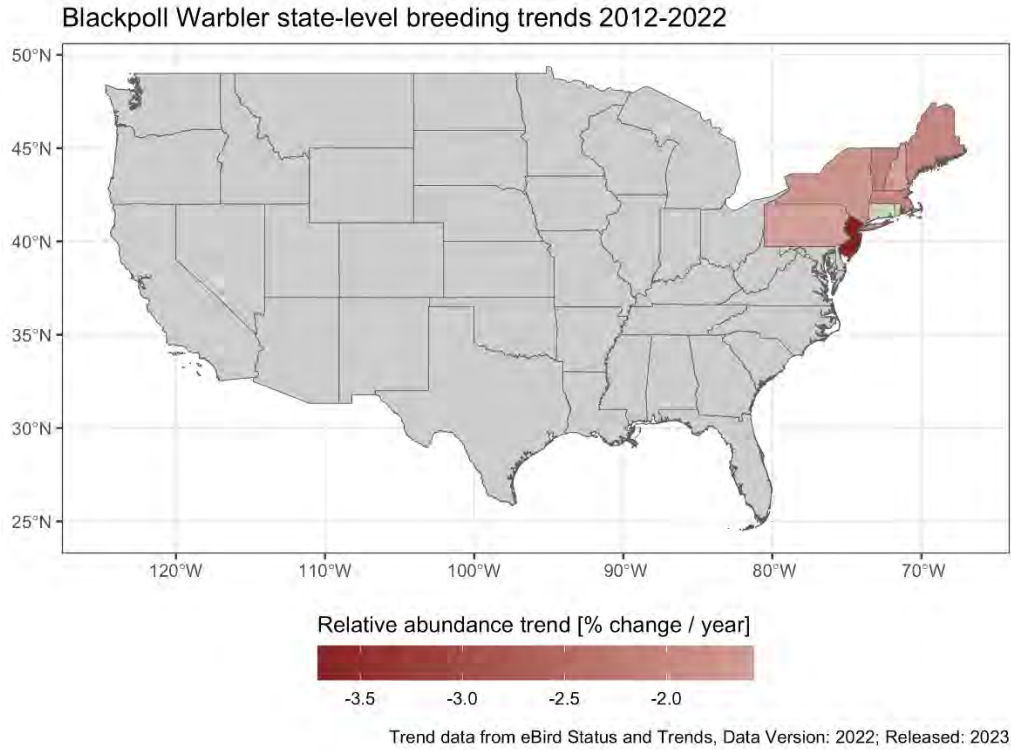 Blackpoll Warbler state-level breeding trends 2012-2022
50°N
45°N
40°N
35°N
30°N
25°N
120°W 110°W 100°W 90°W 80°W 70°W
Relative abundance trend [% change / year]
-3.5 -3.0 -2.5 -2.0
Trend data from eBird Status and Trends, Data Version: 2022; Released: 2023